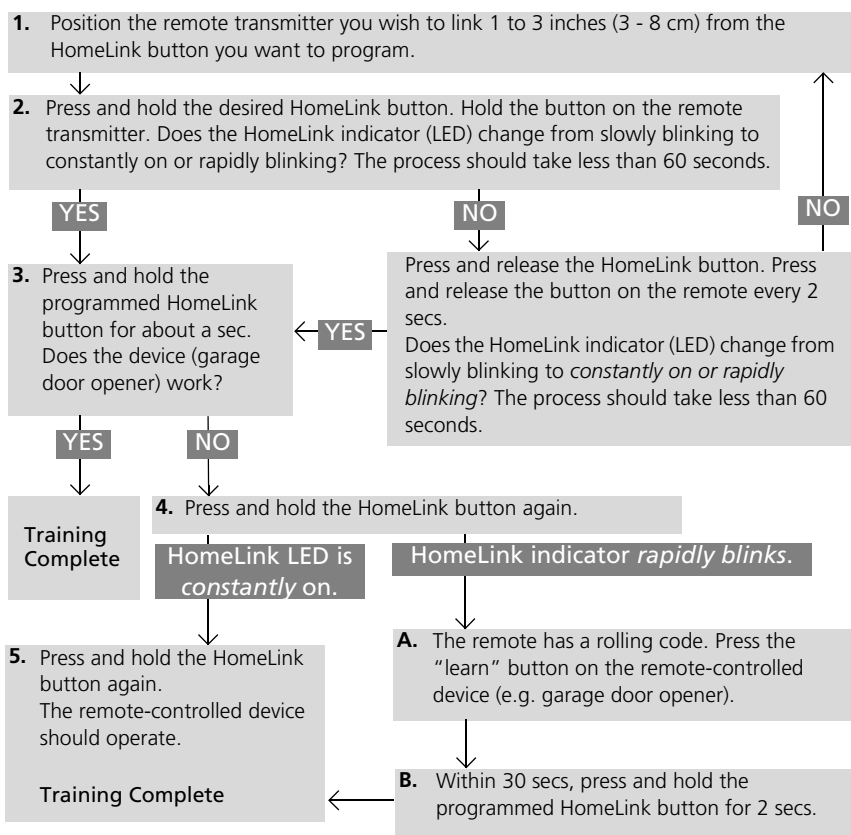 1. Position the remote transmitter you wish to link 1 to 3 inches (3 - 8 cm) from the
HomeLink button you want to program.
2. Press and hold the desired HomeLink button. Hold the button on the remote
transmitter. Does the HomeLink indicator (LED) change from slowly blinking to
constantly on or rapidly blinking? The process should take less than 60 seconds.
YES
NO
NO
3. Press and hold the
programmed HomeLink
button for about a sec.
Does the device (garage
door opener) work?
YES
Press and release the HomeLink button. Press
and release the button on the remote every 2
secs.
Does the HomeLink indicator (LED) change from
slowly blinking to constantly on or rapidly
blinking? The process should take less than 60
seconds.
YES
NO
Training
Complete
4. Press and hold the HomeLink button again.
HomeLink LED is
constantly on.
HomeLink indicator rapidly blinks.
5. Press and hold the HomeLink
button again.
The remote-controlled device
should operate.
Training Complete
A. The remote has a rolling code. Press the
“learn” button on the remote-controlled
device (e.g. garage door opener).
B. Within 30 secs, press and hold the
programmed HomeLink button for 2 secs.